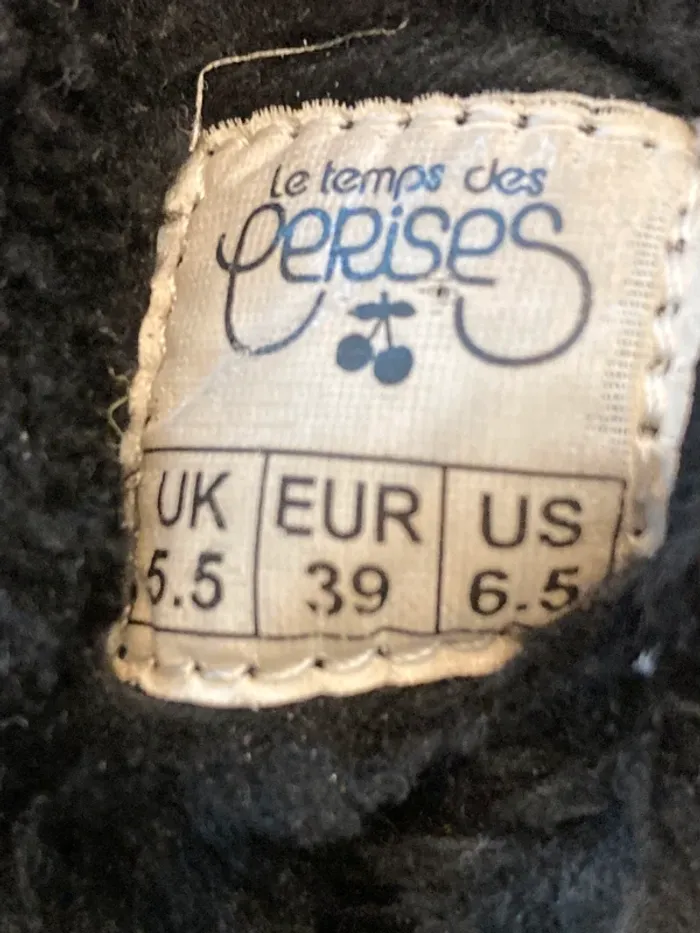 le temps des
Cerises
UK EUR US
5.5 39 6.5